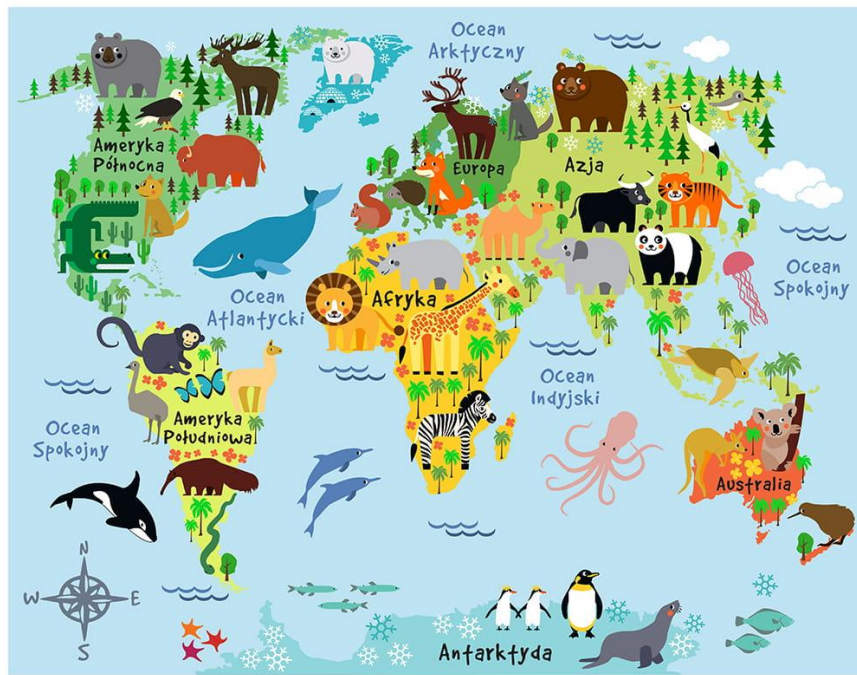 Ocean
Arktyczny
Ameryka
Północna
Europa
Azja
Ocean
Spokojny
Ocean
Atlantycki
Afryka
Ocean
Indyjski
Ocean
Spokojny
Ameryka
Południowa
Australia
N
W
E
S
Antarktyda